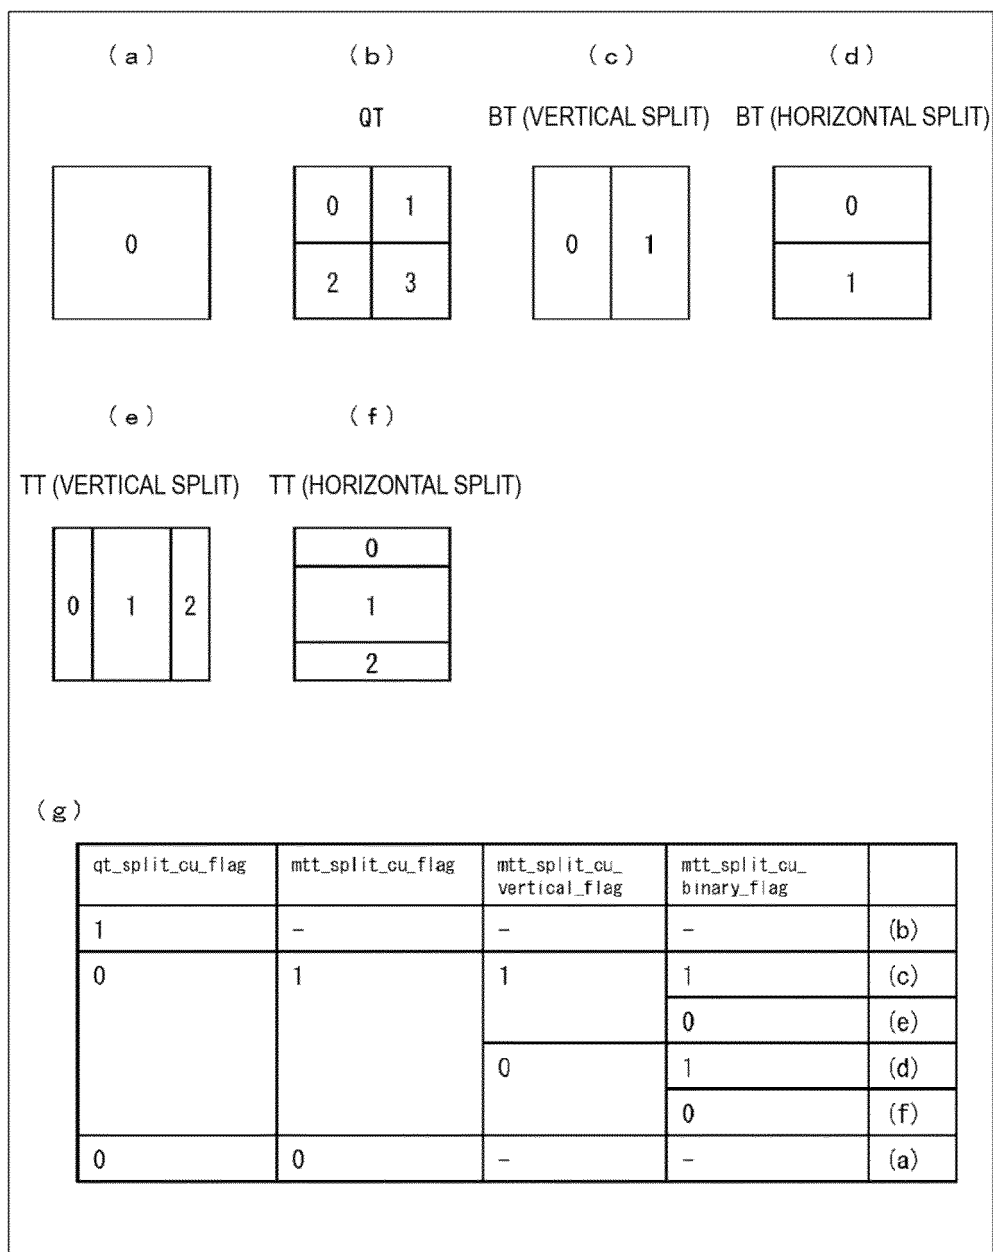 (a) (b) (c) (d)
QT BT (VERTICAL SPLIT) BT (HORIZONTAL SPLIT)
0 0 1 0 1 0
2 3 1
(e) (f)
TT (VERTICAL SPLIT) TT (HORIZONTAL SPLIT)
0 1 2 0
1
2
(g)
qt_split_cu_flag mtt_split_cu_flag mtt_split_cu_ mtt_split_cu_
vertical_flag binary_flag
1 – – – (b)
0 1 1 1 (c)
0 (e)
0 1 (d)
0 (f)
0 0 – – (a)